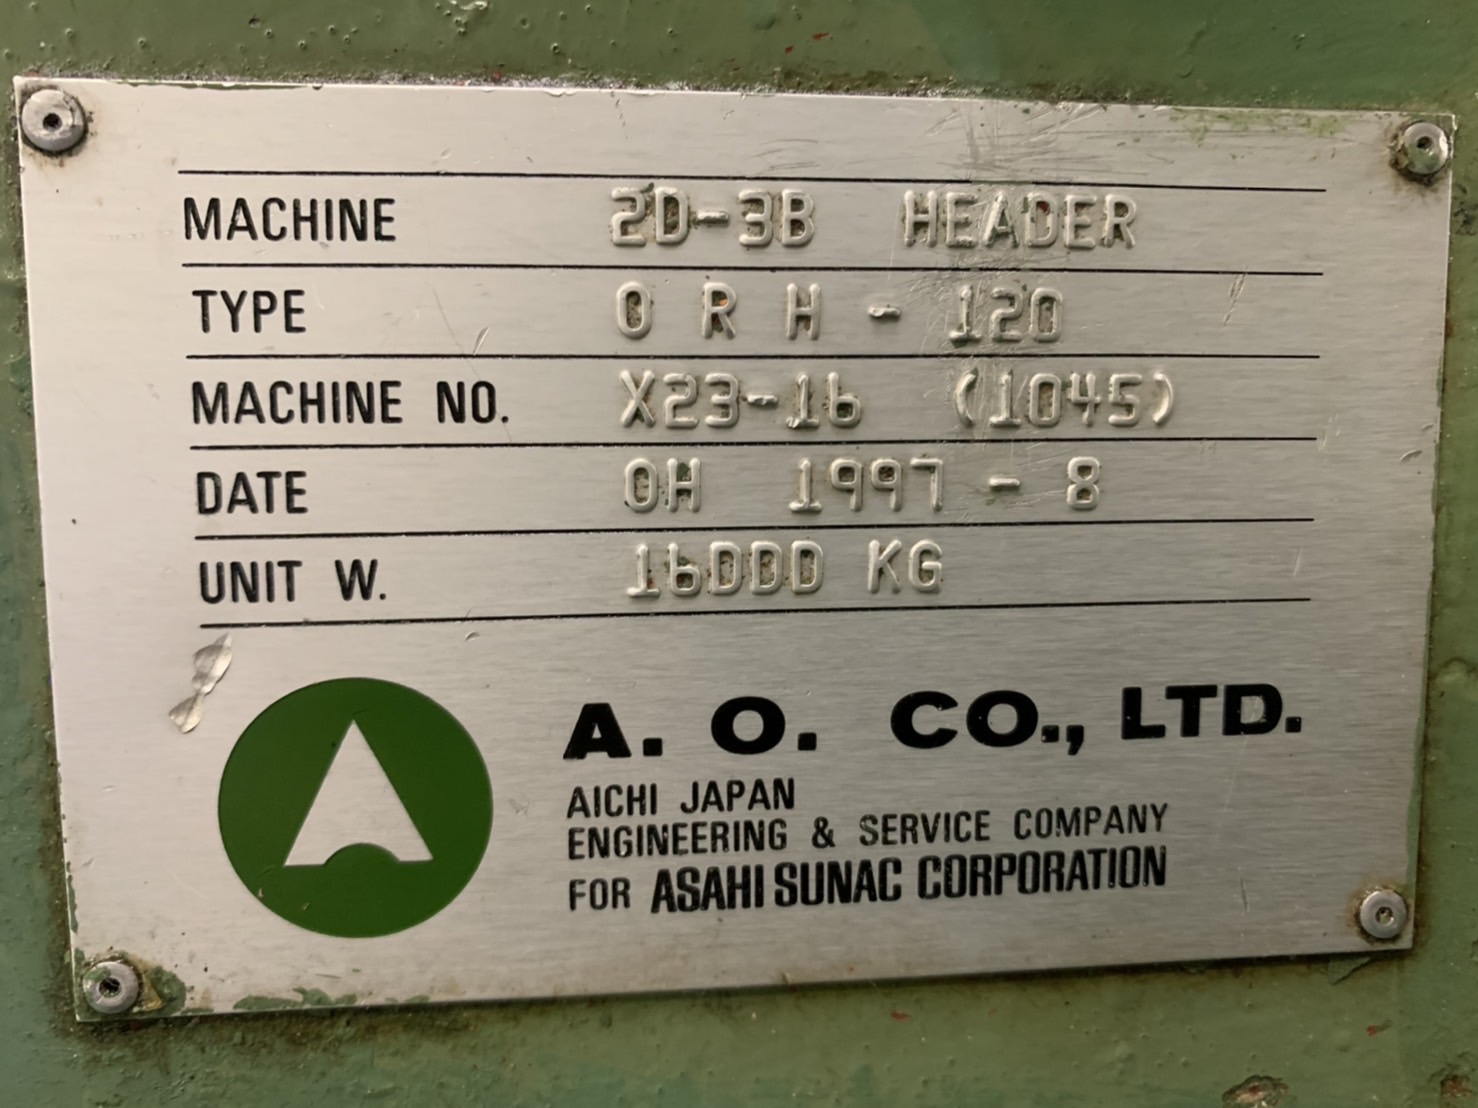 MACHINE 2D-3B HEADER
TYPE O R H - 120
MACHINE NO. X23-16 (1045)
DATE OH 1997 - 8
UNIT W. 16000 KG
A. O. CO., LTD.
AICHI JAPAN
ENGINEERING & SERVICE COMPANY
FOR ASAHI SUNAC CORPORATION